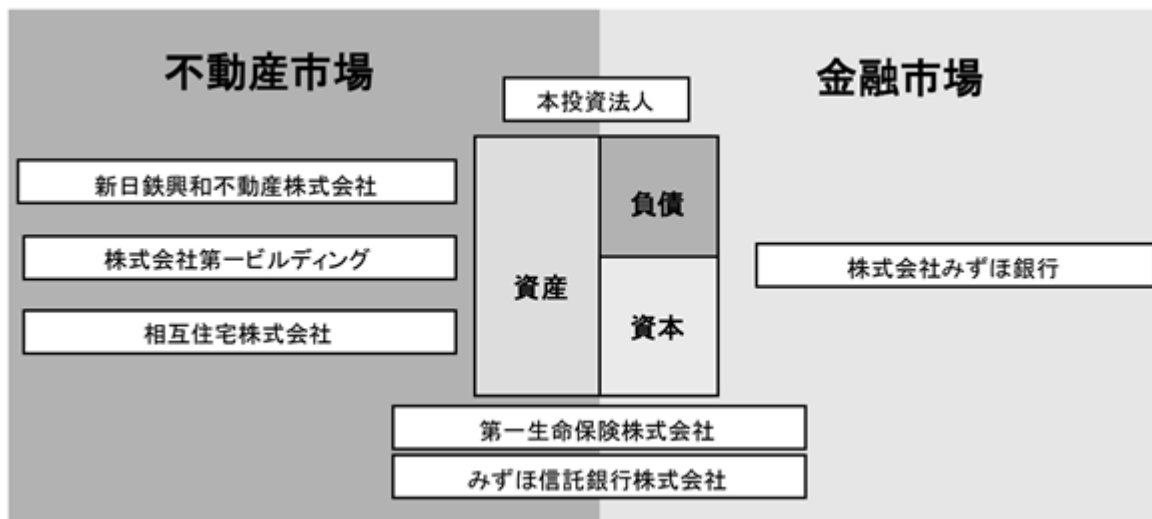 不動産市場
金融市場
本投資法人
新日鉄興和不動産株式会社
株式会社第一ビルディング
相互住宅株式会社
資産
負債
資本
株式会社みずほ銀行
第一生命保険株式会社
みずほ信託銀行株式会社